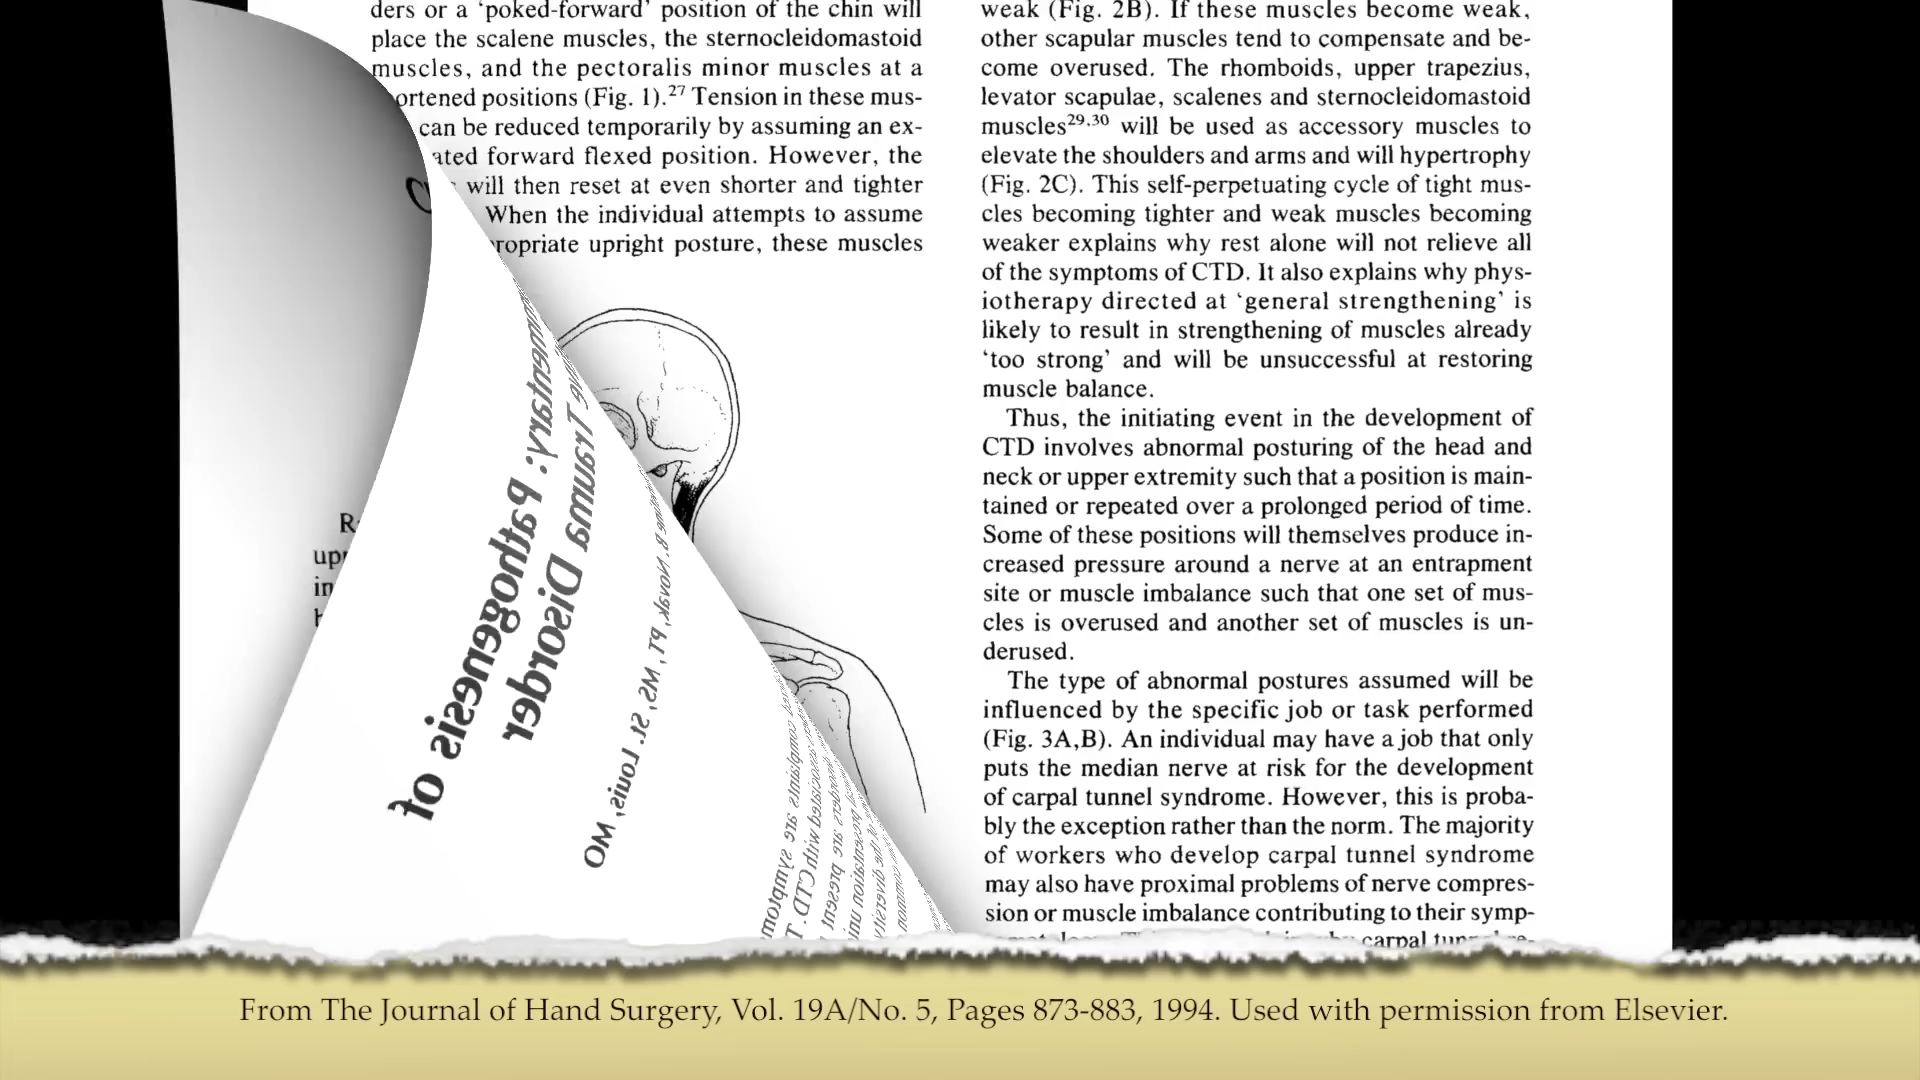 ders or a ‘poked-forward’ position of the chin will
place the scalene muscles, the sternocleidomastoid
muscles, and the pectoralis minor muscles at a
ortened positions (Fig. 1).27 Tension in these mus-
can be reduced temporarily by assuming an ex-
ated forward flexed position. However, the
will then reset at even shorter and tighter
When the individual attempts to assume
ropriate upright posture, these muscles
weak (Fig. 2B). If these muscles become weak,
other scapular muscles tend to compensate and be-
come overused. The rhomboids, upper trapezius,
levator scapulae, scalenes and sternocleidomastoid
muscles29,30 will be used as accessory muscles to
elevate the shoulders and arms and will hypertrophy
(Fig. 2C). This self-perpetuating cycle of tight mus-
cles becoming tighter and weak muscles becoming
weaker explains why rest alone will not relieve all
of the symptoms of CTD. It also explains why phys-
iotherapy directed at ‘general strengthening’ is
likely to result in strengthening of muscles already
‘too strong’ and will be unsuccessful at restoring
muscle balance.
Thus, the initiating event in the development of
CTD involves abnormal posturing of the head and
neck or upper extremity such that a position is main-
tained or repeated over a prolonged period of time.
Some of these positions will themselves produce in-
creased pressure around a nerve at an entrapment
site or muscle imbalance such that one set of mus-
cles is overused and another set of muscles is un-
derused.
The type of abnormal postures assumed will be
influenced by the specific job or task performed
(Fig. 3A,B). An individual may have a job that only
puts the median nerve at risk for the development
of carpal tunnel syndrome. However, this is proba-
bly the exception rather than the norm. The majority
of workers who develop carpal tunnel syndrome
may also have proximal problems of nerve compres-
sion or muscle imbalance contributing to their symp-
carpal
Pathogenesis of
Trauma Disorder
B. Novak, PT, MS, St. Louis, MO
complaints are symptom
associated with CTD. T
are present
up
in
From The Journal of Hand Surgery, Vol. 19A/No. 5, Pages 873-883, 1994. Used with permission from Elsevier.